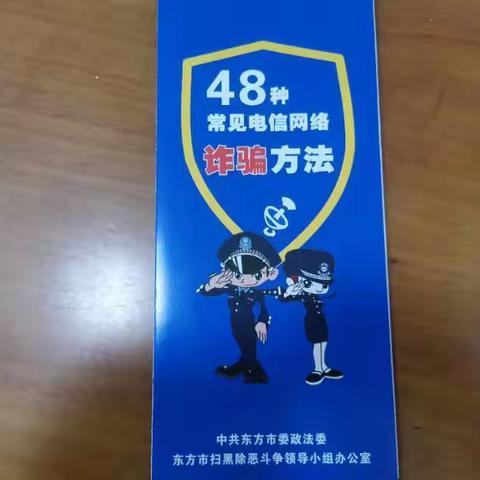 48种
常见电信网络
诈骗方法
中共东方市委政法委
东方市扫黑除恶斗争领导小组办公室